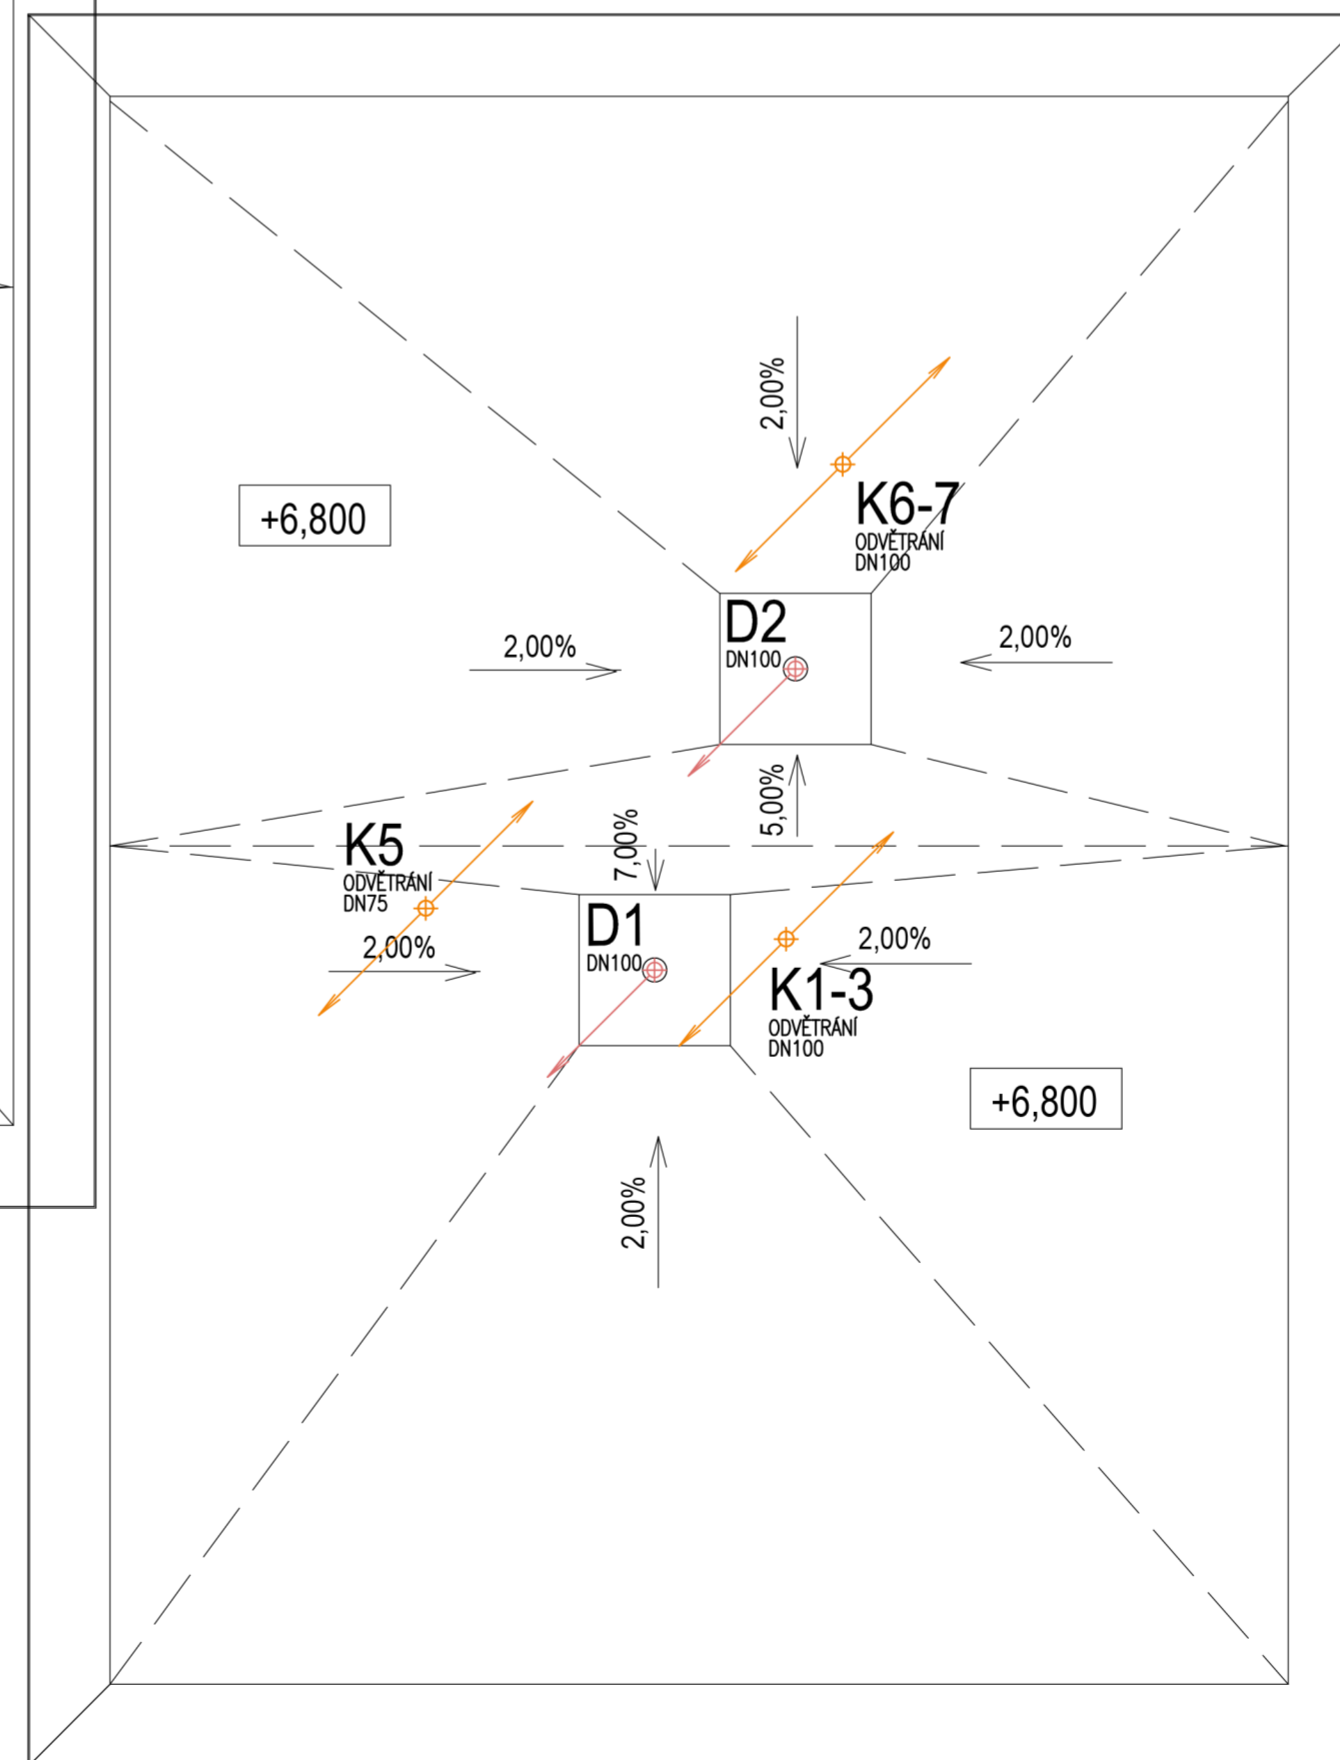 2,00%
K6-7
ODVĚTRÁNÍ
DN100
+6,800
D2
DN100
2,00%
2,00%
5,00%
7,00%
K5
ODVĚTRÁNÍ
DN75
2,00%
D1
DN100
2,00%
K1-3
ODVĚTRÁNÍ
DN100
+6,800
2,00%